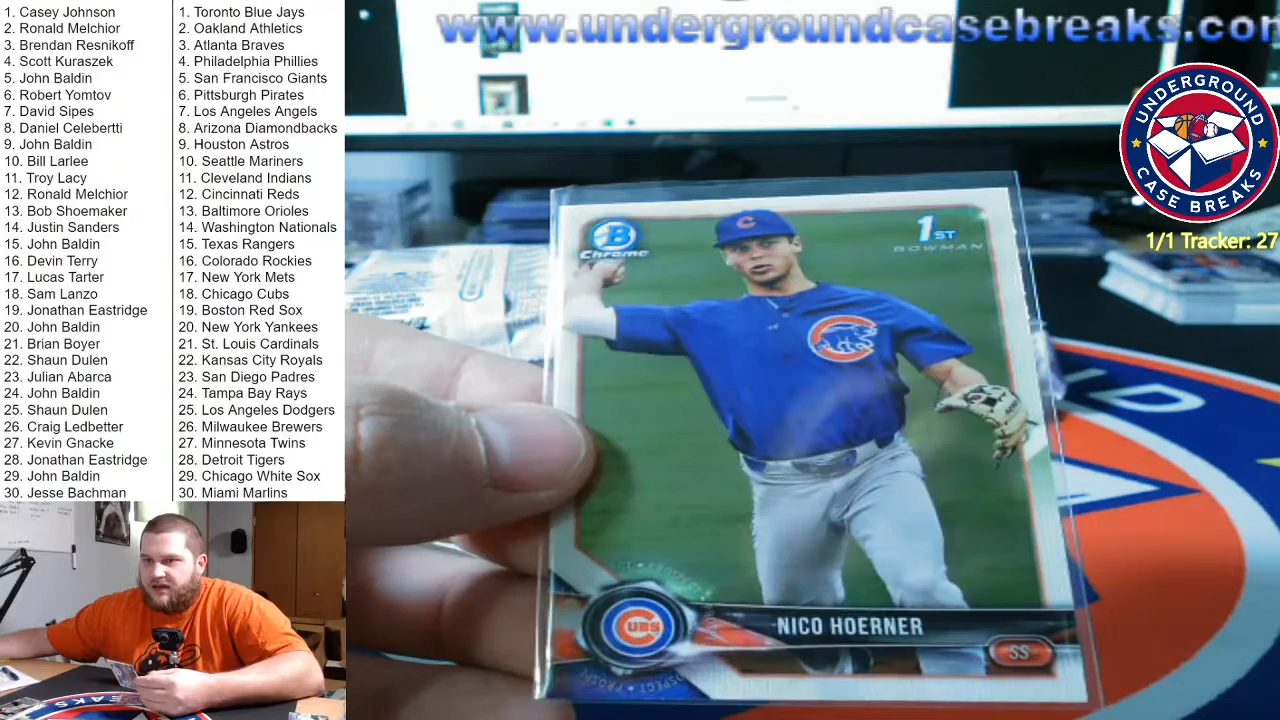 1. Casey Johnson
2. Ronald Melchior
3. Brendan Resnikoff
4. Scott Kuraszek
5. John Baldin
6. Robert Yomtov
7. David Sipes
8. Daniel Celebertti
9. John Baldin
10. Bill Larlee
11. Troy Lacy
12. Ronald Melchior
13. Bob Shoemaker
14. Justin Sanders
15. John Baldin
16. Devin Terry
17. Lucas Tarter
18. Sam Lanzo
19. Jonathan Eastridge
20. John Baldin
21. Brian Boyer
22. Shaun Dulen
23. Julian Abarca
24. John Baldin
25. Shaun Dulen
26. Craig Ledbetter
27. Kevin Gnacke
28. Jonathan Eastridge
29. John Baldin
30. Jesse Bachman
1. Toronto Blue Jays
2. Oakland Athletics
3. Atlanta Braves
4. Philadelphia Phillies
5. San Francisco Giants
6. Pittsburgh Pirates
7. Los Angeles Angels
8. Arizona Diamondbacks
9. Houston Astros
10. Seattle Mariners
11. Cleveland Indians
12. Cincinnati Reds
13. Baltimore Orioles
14. Washington Nationals
15. Texas Rangers
16. Colorado Rockies
17. New York Mets
18. Chicago Cubs
19. Boston Red Sox
20. New York Yankees
21. St. Louis Cardinals
22. Kansas City Royals
23. San Diego Padres
24. Tampa Bay Rays
25. Los Angeles Dodgers
26. Milwaukee Brewers
27. Minnesota Twins
28. Detroit Tigers
29. Chicago White Sox
30. Miami Marlins
www.undergroundcasebreaks.com
UNDERGROUND
CASE BREAKS
1/1 Tracker: 27
B
Chrome
1ST
BOWMAN
C
CUBS
NICO HOERNER
SS